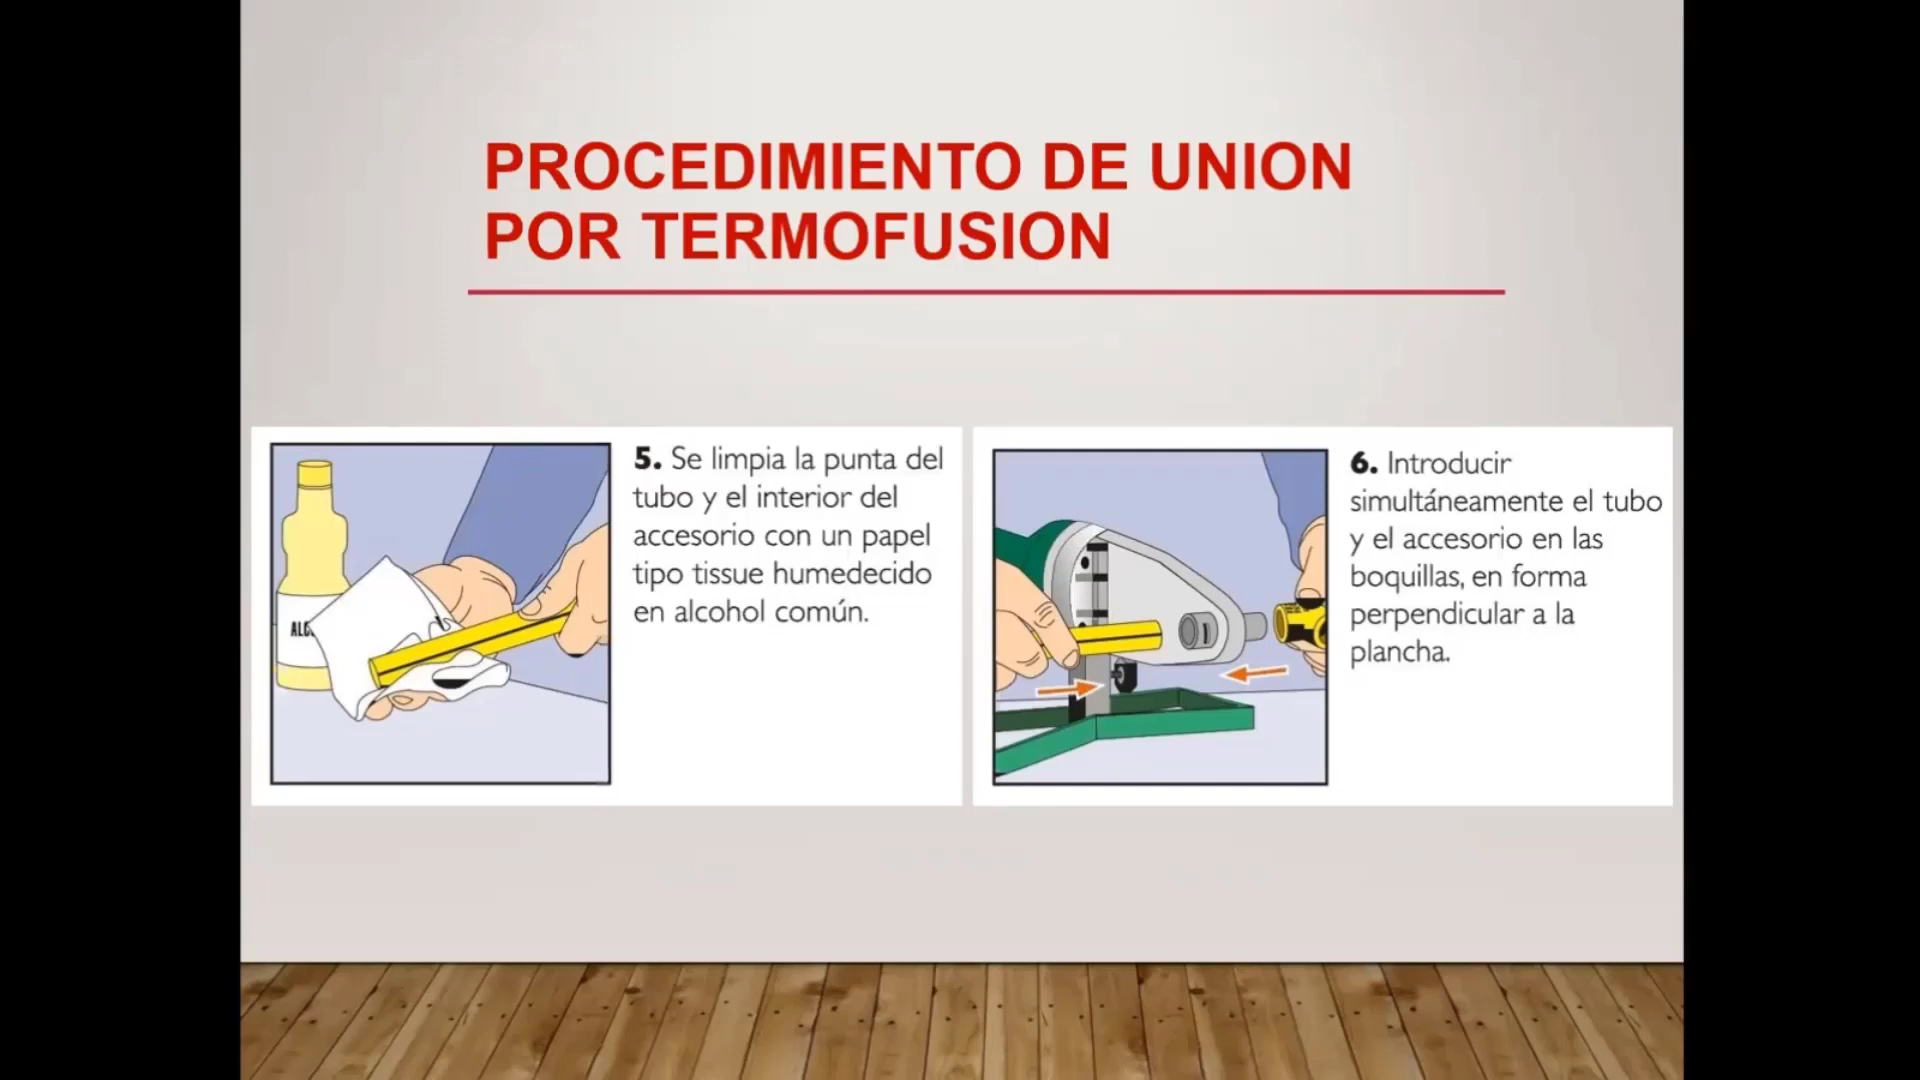 PROCEDIMIENTO DE UNION
POR TERMOFUSION
5. Se limpia la punta del
tubo y el interior del
accesorio con un papel
tipo tissue humedecido
en alcohol común.
6. Introducir
simultáneamente el tubo
y el accesorio en las
boquillas, en forma
perpendicular a la
plancha.